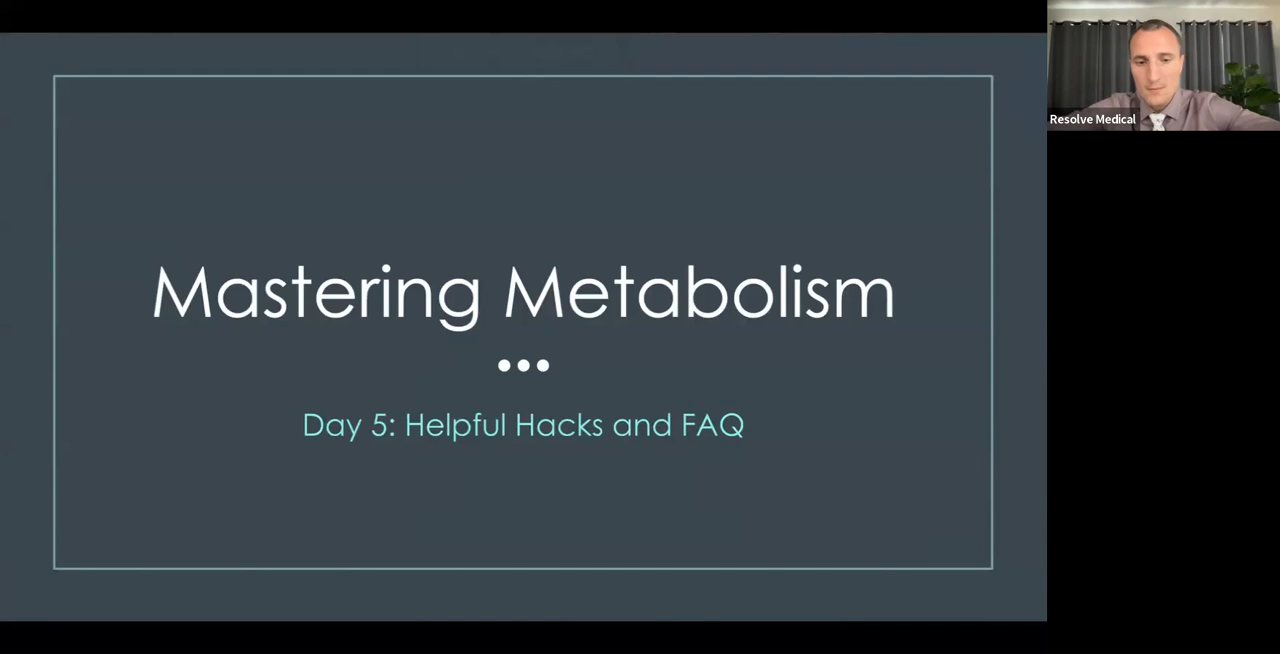 Mastering Metabolism
Day 5: Helpful Hacks and FAQ
Resolve Medical